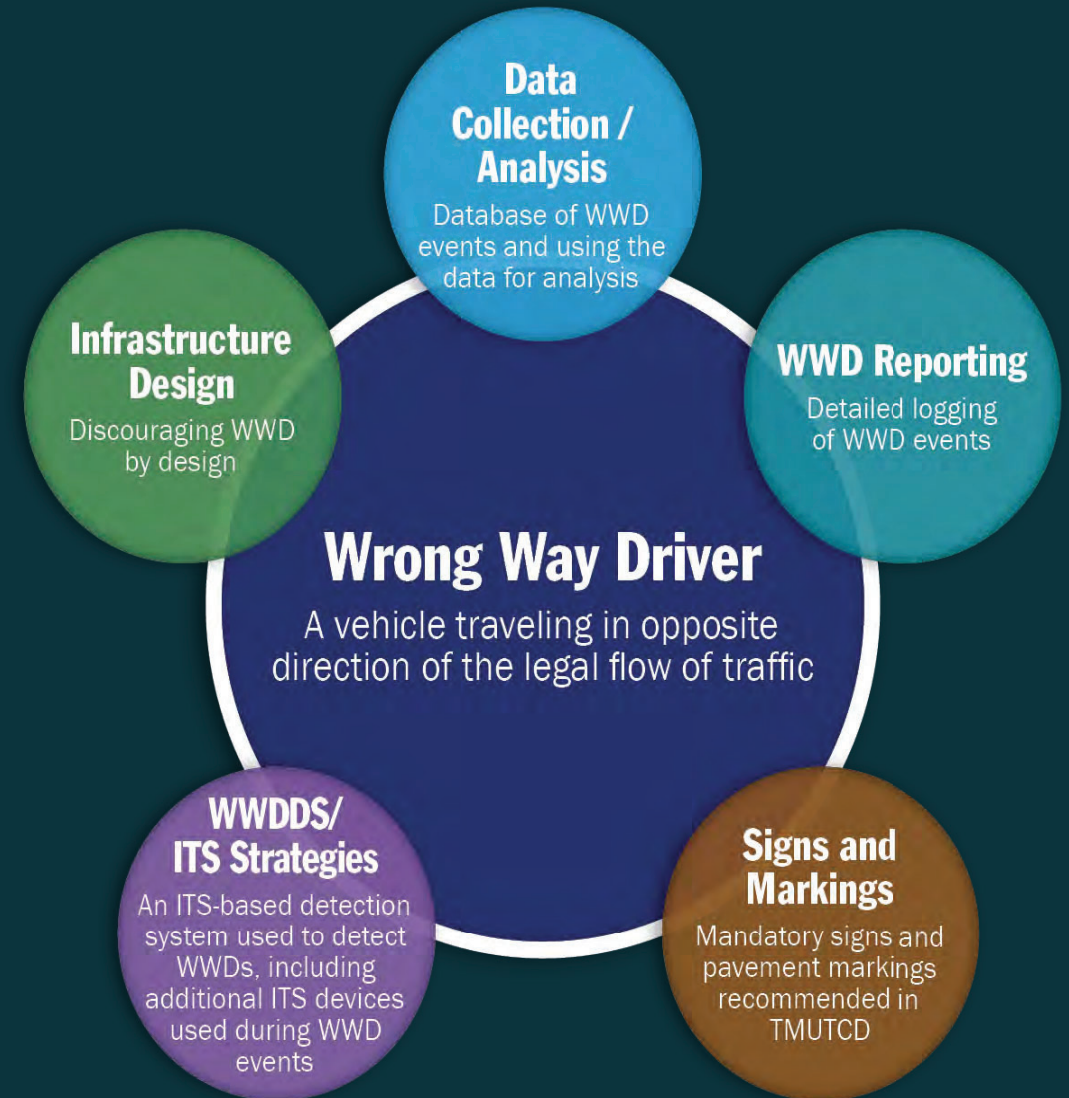 Data
Collection /
Analysis
Database of WWD
events and using the
data for analysis
Infrastructure
Design
Discouraging WWD
by design
WWD Reporting
Detailed logging
of WWD events
Wrong Way Driver
A vehicle traveling in opposite
direction of the legal flow of traffic
WWDDS/
ITS Strategies
An ITS-based detection
system used to detect
WWDs, including
additional ITS devices
used during WWD
events
Signs and
Markings
Mandatory signs and
pavement markings
recommended in
TMUTCD